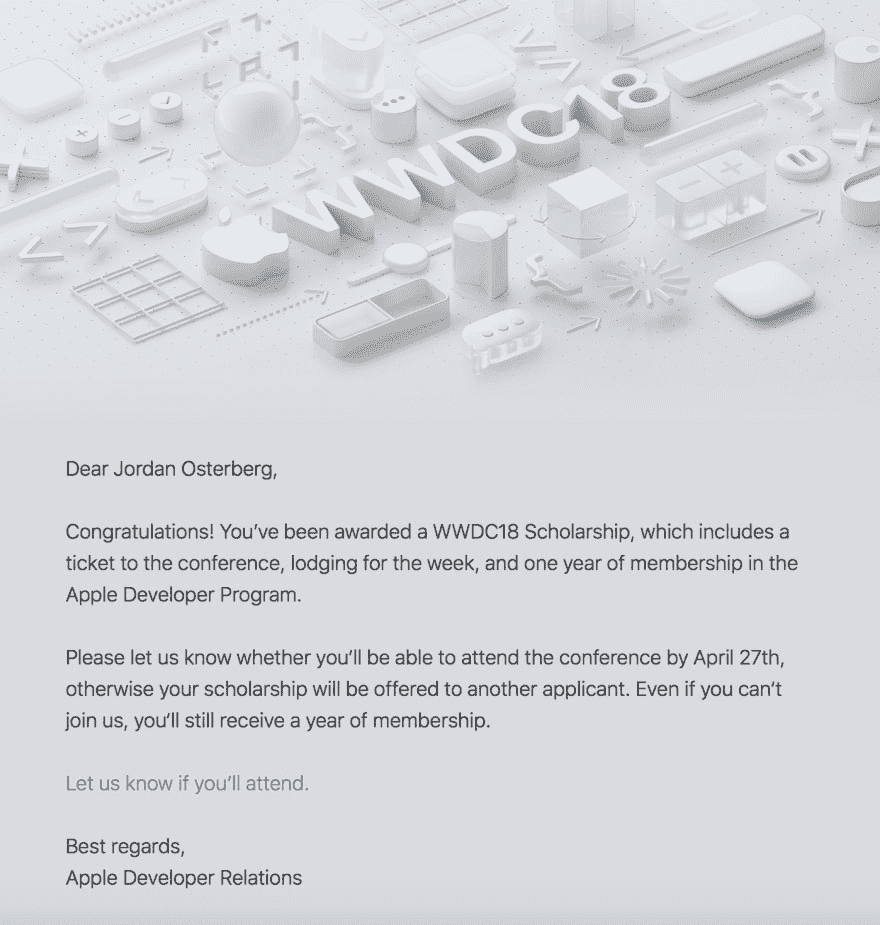 WWDC18
Dear Jordan Osterberg,
Congratulations! You’ve been awarded a WWDC18 Scholarship, which includes a
ticket to the conference, lodging for the week, and one year of membership in the
Apple Developer Program.
Please let us know whether you’ll be able to attend the conference by April 27th,
otherwise your scholarship will be offered to another applicant. Even if you can’t
join us, you’ll still receive a year of membership.
Let us know if you’ll attend.
Best regards,
Apple Developer Relations